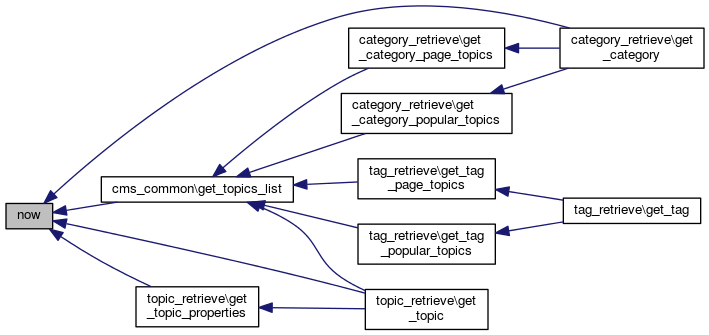 now
cms_common\get_topics_list
topic_retrieve\get
_topic_properties
category_retrieve\get
_category_page_topics
category_retrieve\get
_category_popular_topics
tag_retrieve\get_tag
_page_topics
tag_retrieve\get_tag
_popular_topics
topic_retrieve\get
_topic
category_retrieve\get
_category
tag_retrieve\get_tag